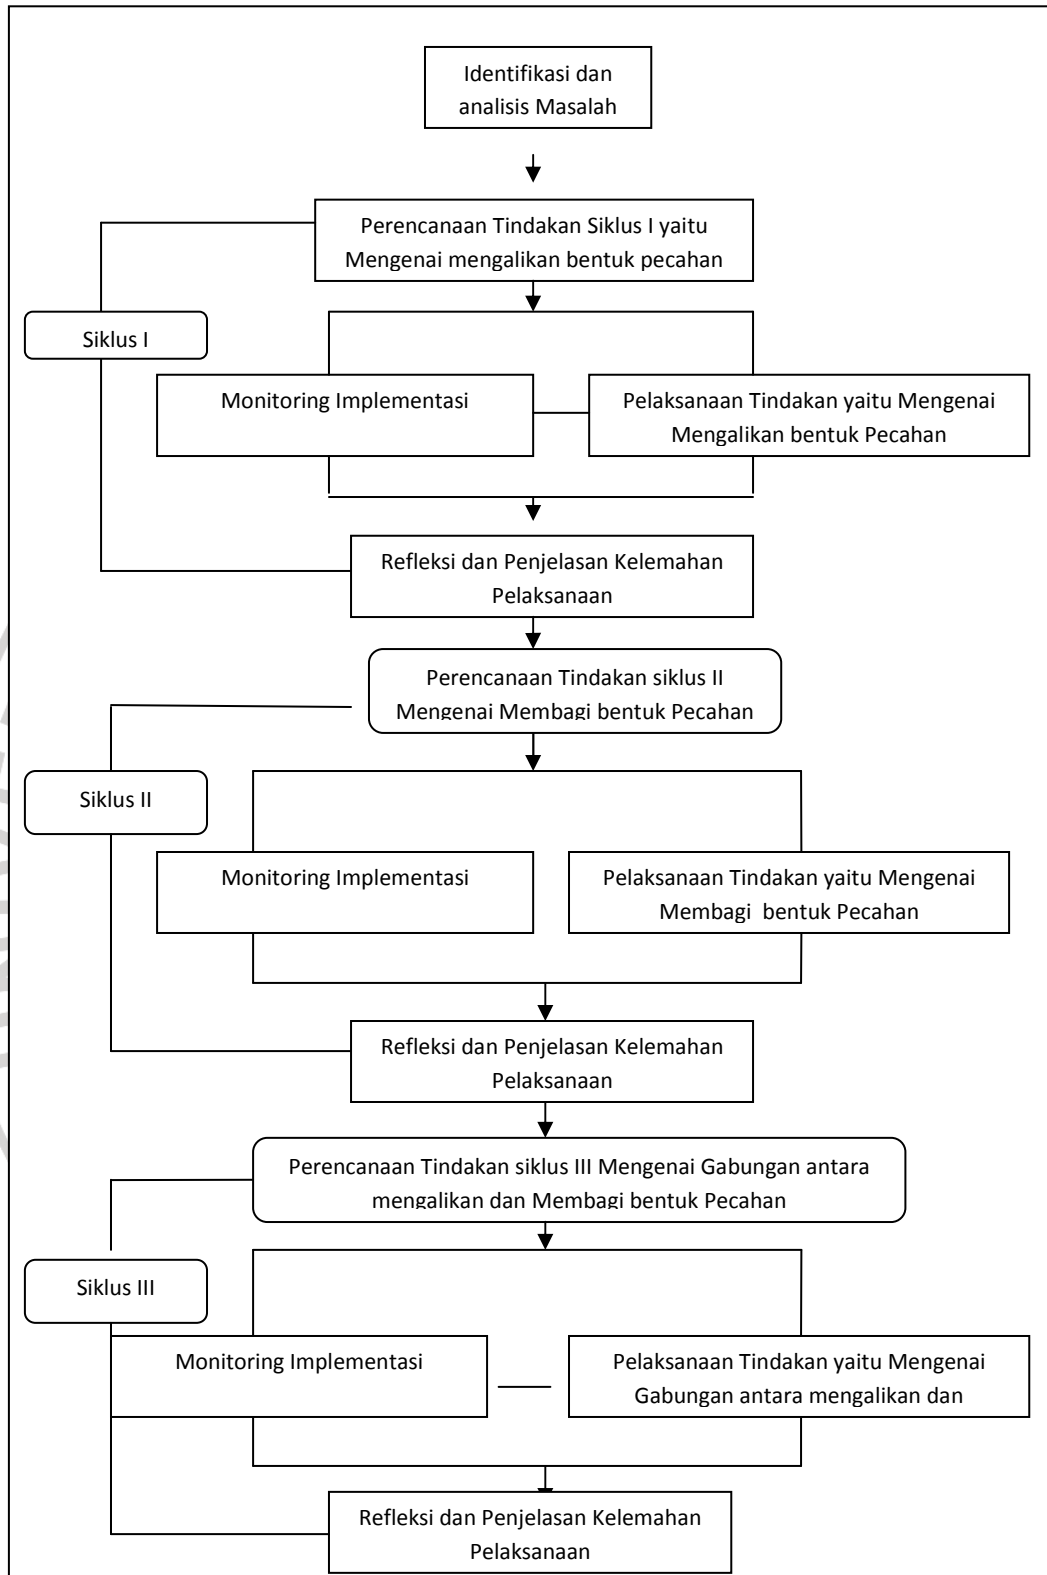 Identifikasi dan
analisis Masalah
Perencanaan Tindakan Siklus I yaitu
Mengenai mengalikan bentuk pecahan
Siklus I
Monitoring Implementasi
Pelaksanaan Tindakan yaitu Mengenai
Mengalikan bentuk Pecahan
Refleksi dan Penjelasan Kelemahan
Pelaksanaan
Perencanaan Tindakan siklus II
Mengenai Membagi bentuk Pecahan
Siklus II
Monitoring Implementasi
Pelaksanaan Tindakan yaitu Mengenai
Membagi bentuk Pecahan
Refleksi dan Penjelasan Kelemahan
Pelaksanaan
Perencanaan Tindakan siklus III Mengenai Gabungan antara
mengalikan dan Membagi bentuk Pecahan
Siklus III
Monitoring Implementasi
Pelaksanaan Tindakan yaitu Mengenai
Gabungan antara mengalikan dan
Refleksi dan Penjelasan Kelemahan
Pelaksanaan